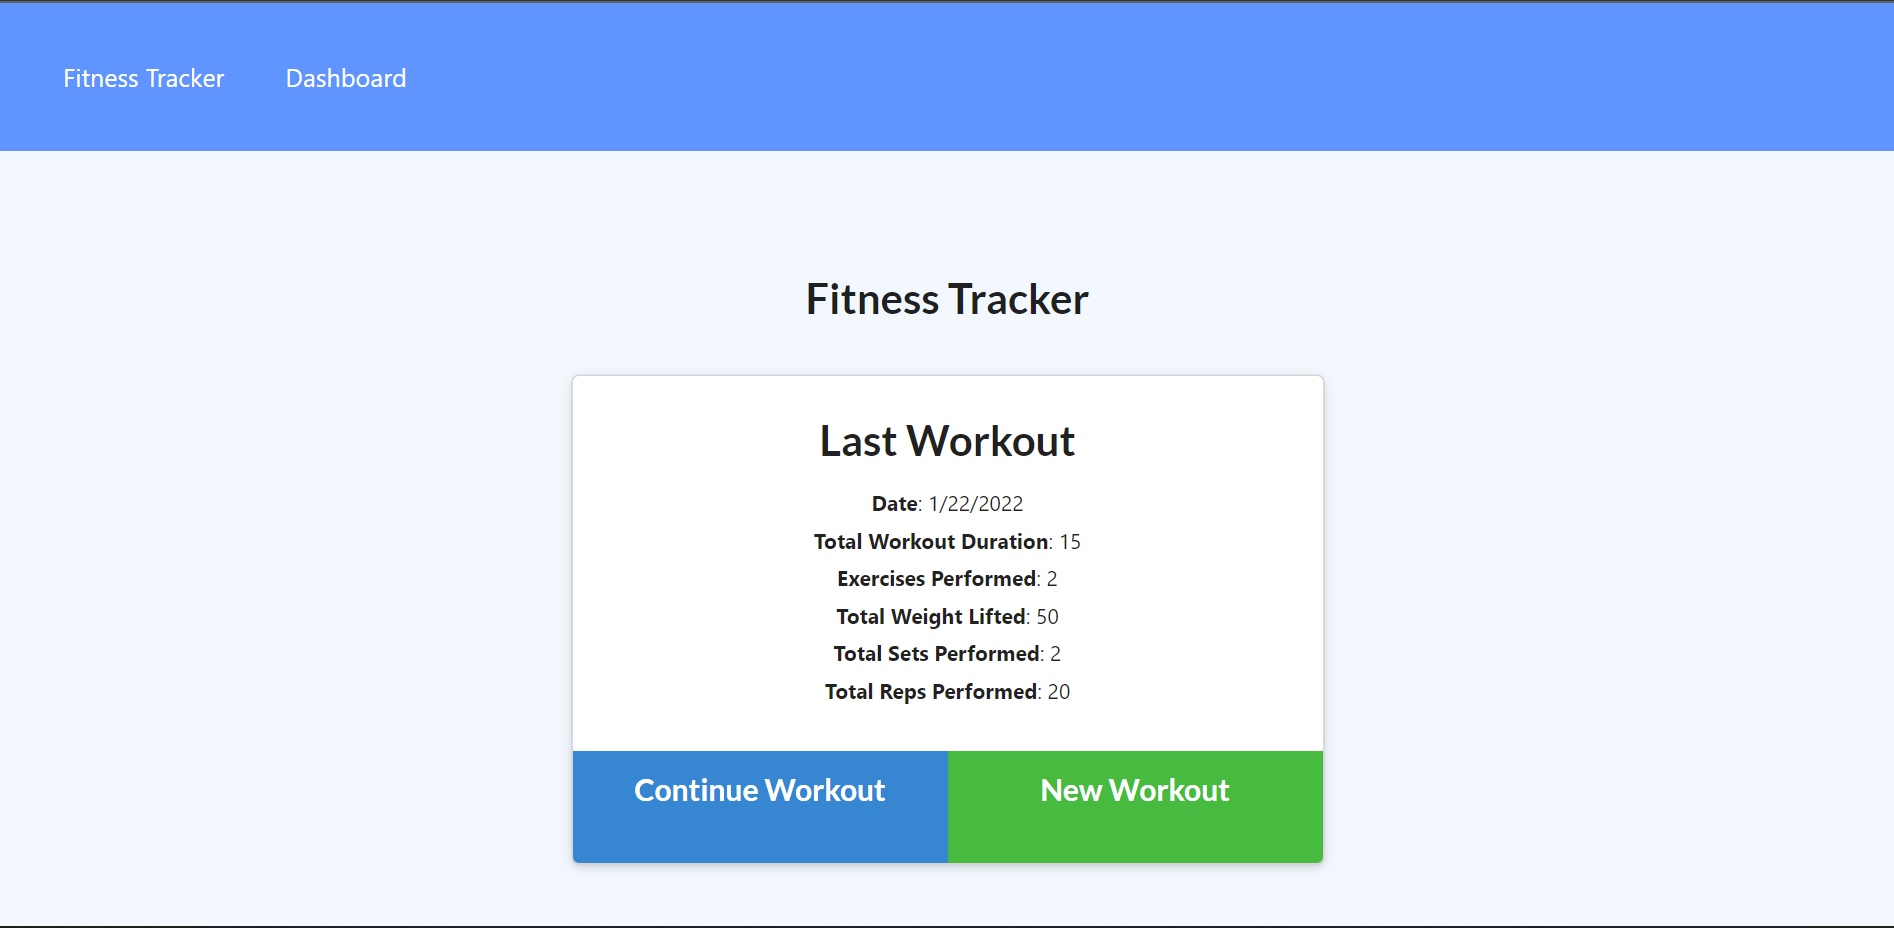 Fitness Tracker Dashboard
Fitness Tracker
Last Workout
Date: 1/22/2022
Total Workout Duration: 15
Exercises Performed: 2
Total Weight Lifted: 50
Total Sets Performed: 2
Total Reps Performed: 20
Continue Workout New Workout